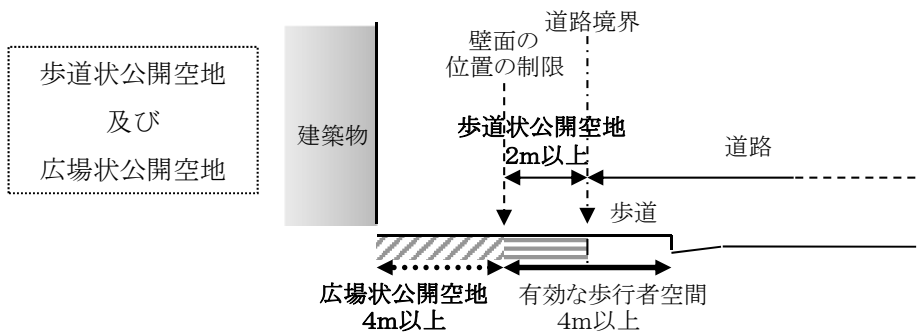 歩道状公開空地
及び
広場状公開空地
建築物
壁面の
位置の制限
道路境界
歩道状公開空地
2m以上
道路
歩道
広場状公開空地
4m以上
有効な歩行者空間
4m以上